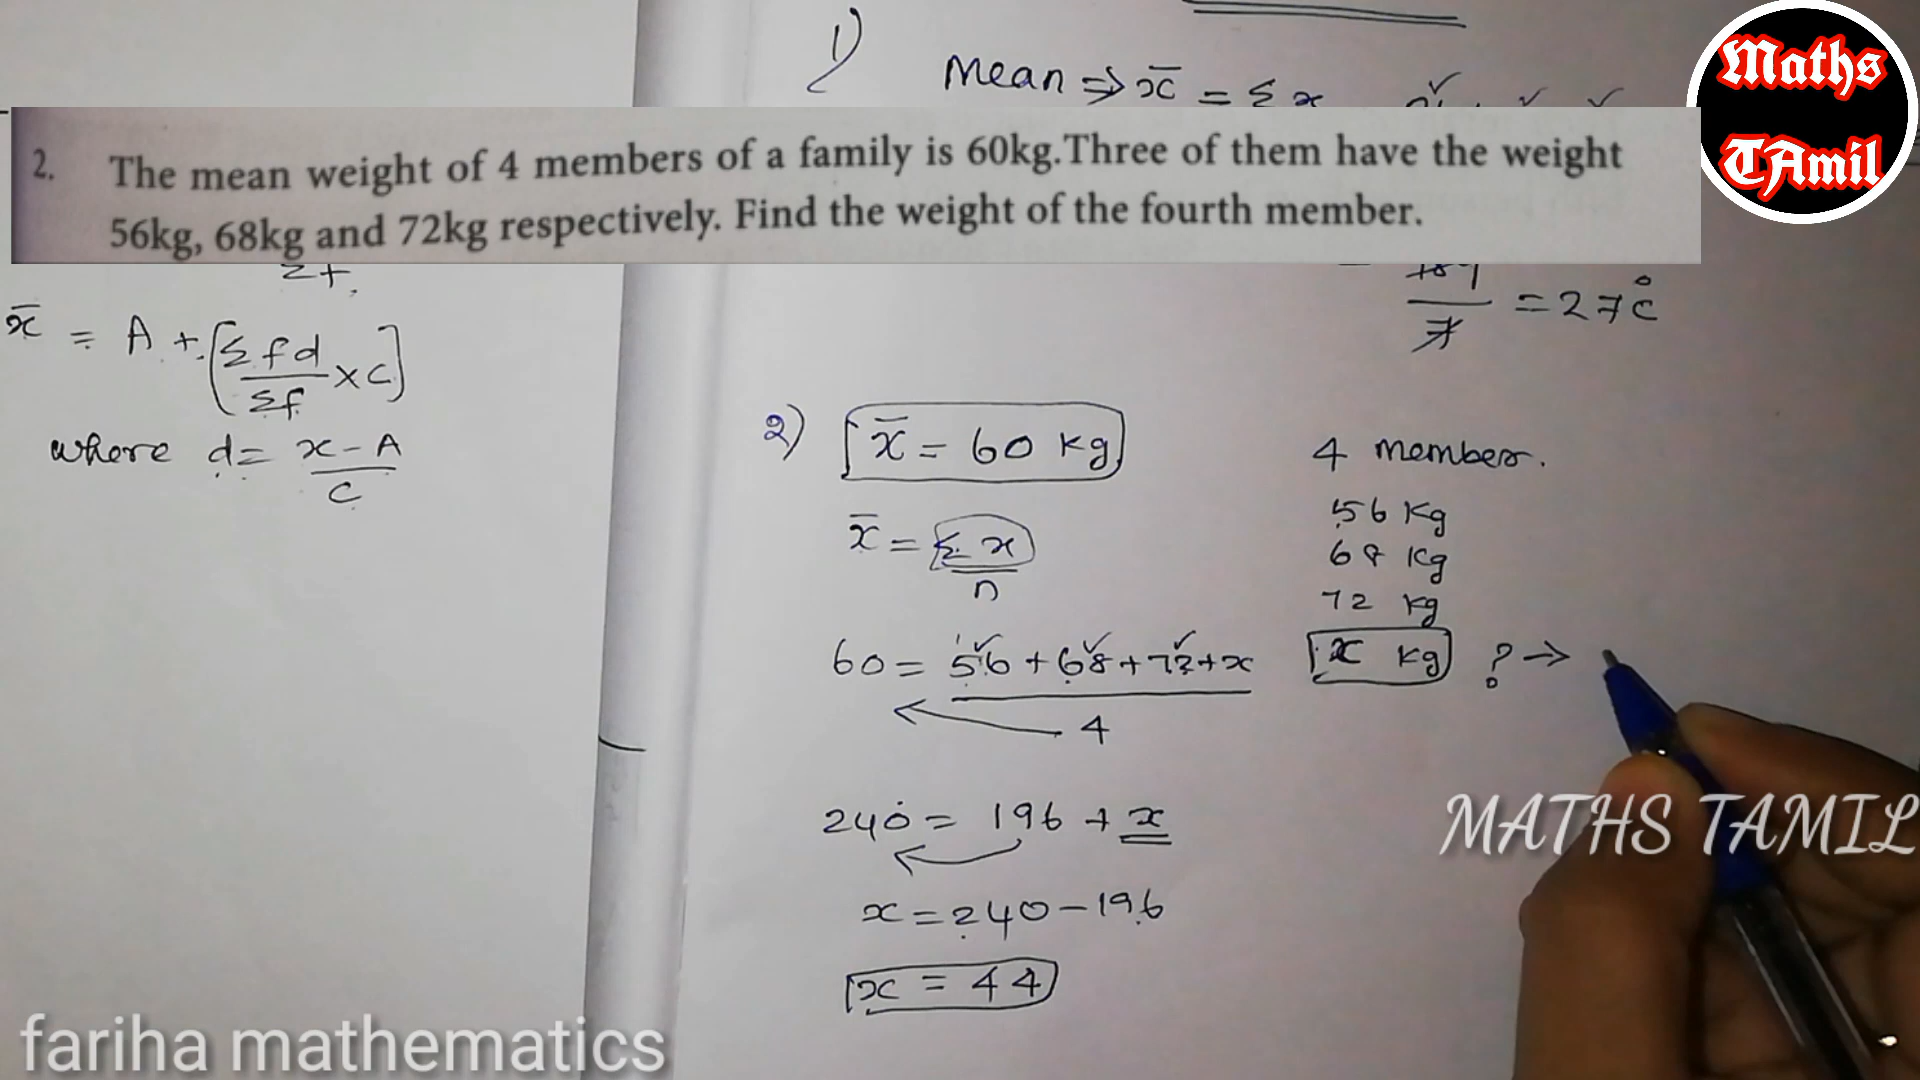 1)
Mean ⇒ x̄ = Σx
Maths
TAmil
2. The mean weight of 4 members of a family is 60kg.Three of them have the weight
56kg, 68kg and 72kg respectively. Find the weight of the fourth member.
Σf
x̄ = A + [Σfd/Σf × C]
where d = x - A / C
/7 = 27°c
2) x̄ = 60 kg
x̄ = Σx / n
60 = 56 + 68 + 72 + x / 4
240 = 196 + x
x = 240 - 196
x = 44
4 member.
56 Kg
68 Kg
72 kg
x kg ? →
MATHS TAMIL
fariha mathematics